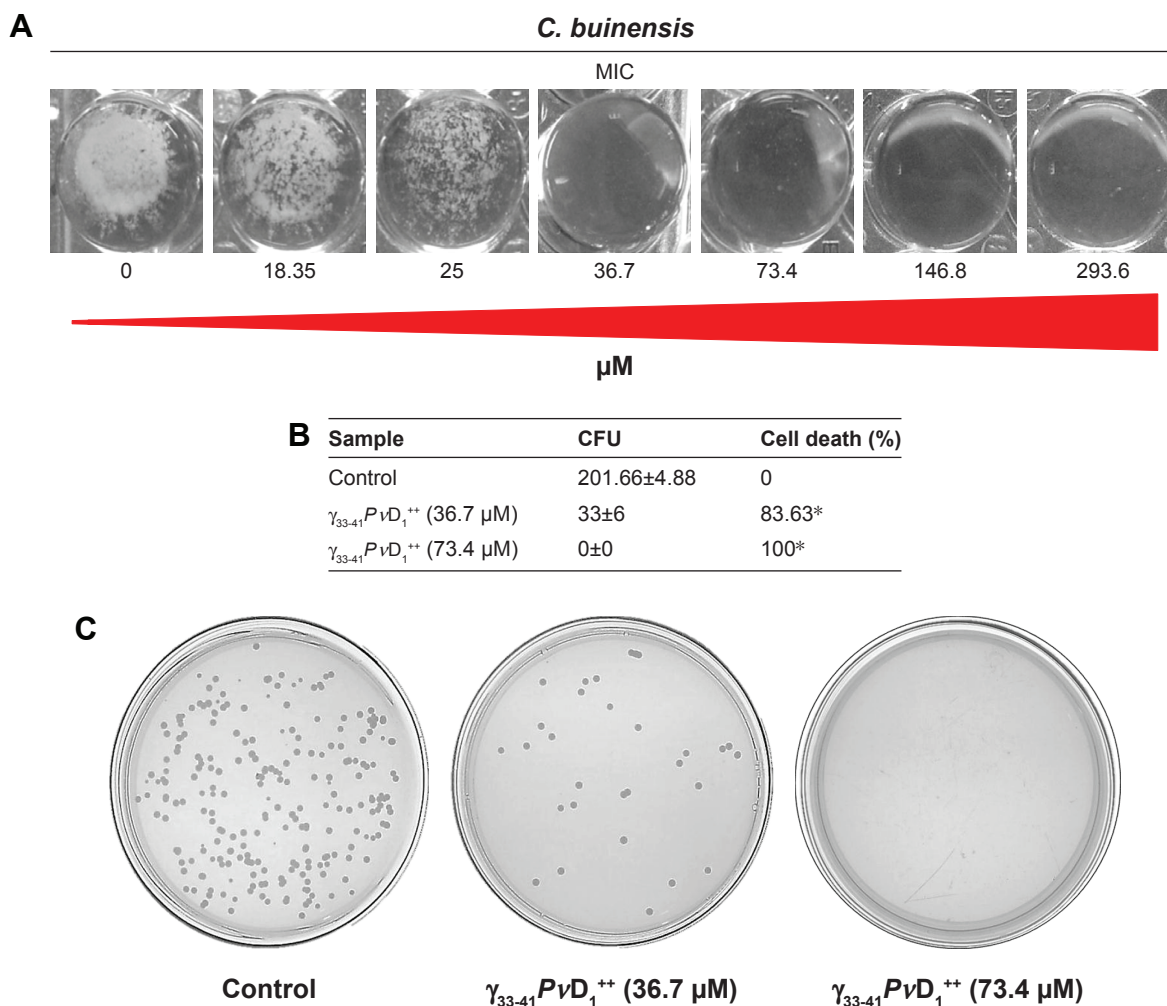 A
C. buinensis
MIC
0 18.35 25 36.7 73.4 146.8 293.6
µM
B
Sample CFU Cell death (%)
Control 201.66±4.88 0
γ33-41PvD1++ (36.7 µM) 33±6 83.63*
γ33-41PvD1++ (73.4 µM) 0±0 100*
C
Control γ33-41PvD1++ (36.7 µM) γ33-41PvD1++ (73.4 µM)